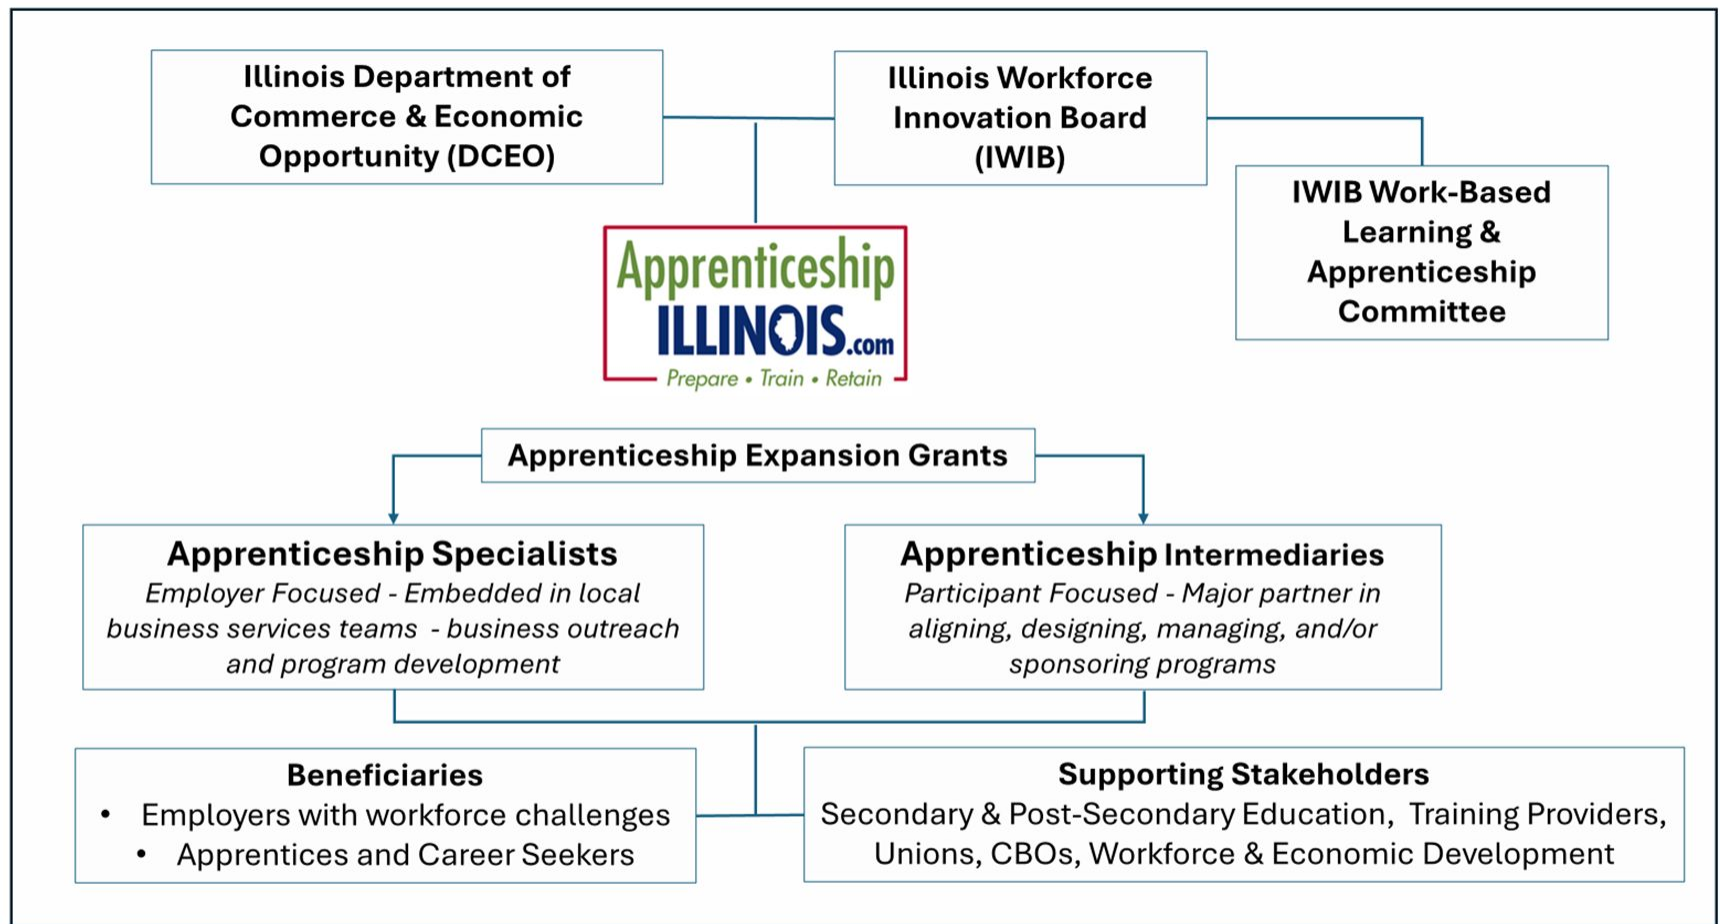 Illinois Department of
Commerce & Economic
Opportunity (DCEO)
Illinois Workforce
Innovation Board
(IWIB)
IWIB Work-Based
Learning &
Apprenticeship
Committee
Apprenticeship
ILLINOIS.com
Prepare • Train • Retain
Apprenticeship Expansion Grants
Apprenticeship Specialists
Employer Focused - Embedded in local
business services teams - business outreach
and program development
Apprenticeship Intermediaries
Participant Focused - Major partner in
aligning, designing, managing, and/or
sponsoring programs
Beneficiaries
• Employers with workforce challenges
• Apprentices and Career Seekers
Supporting Stakeholders
Secondary & Post-Secondary Education, Training Providers,
Unions, CBOs, Workforce & Economic Development